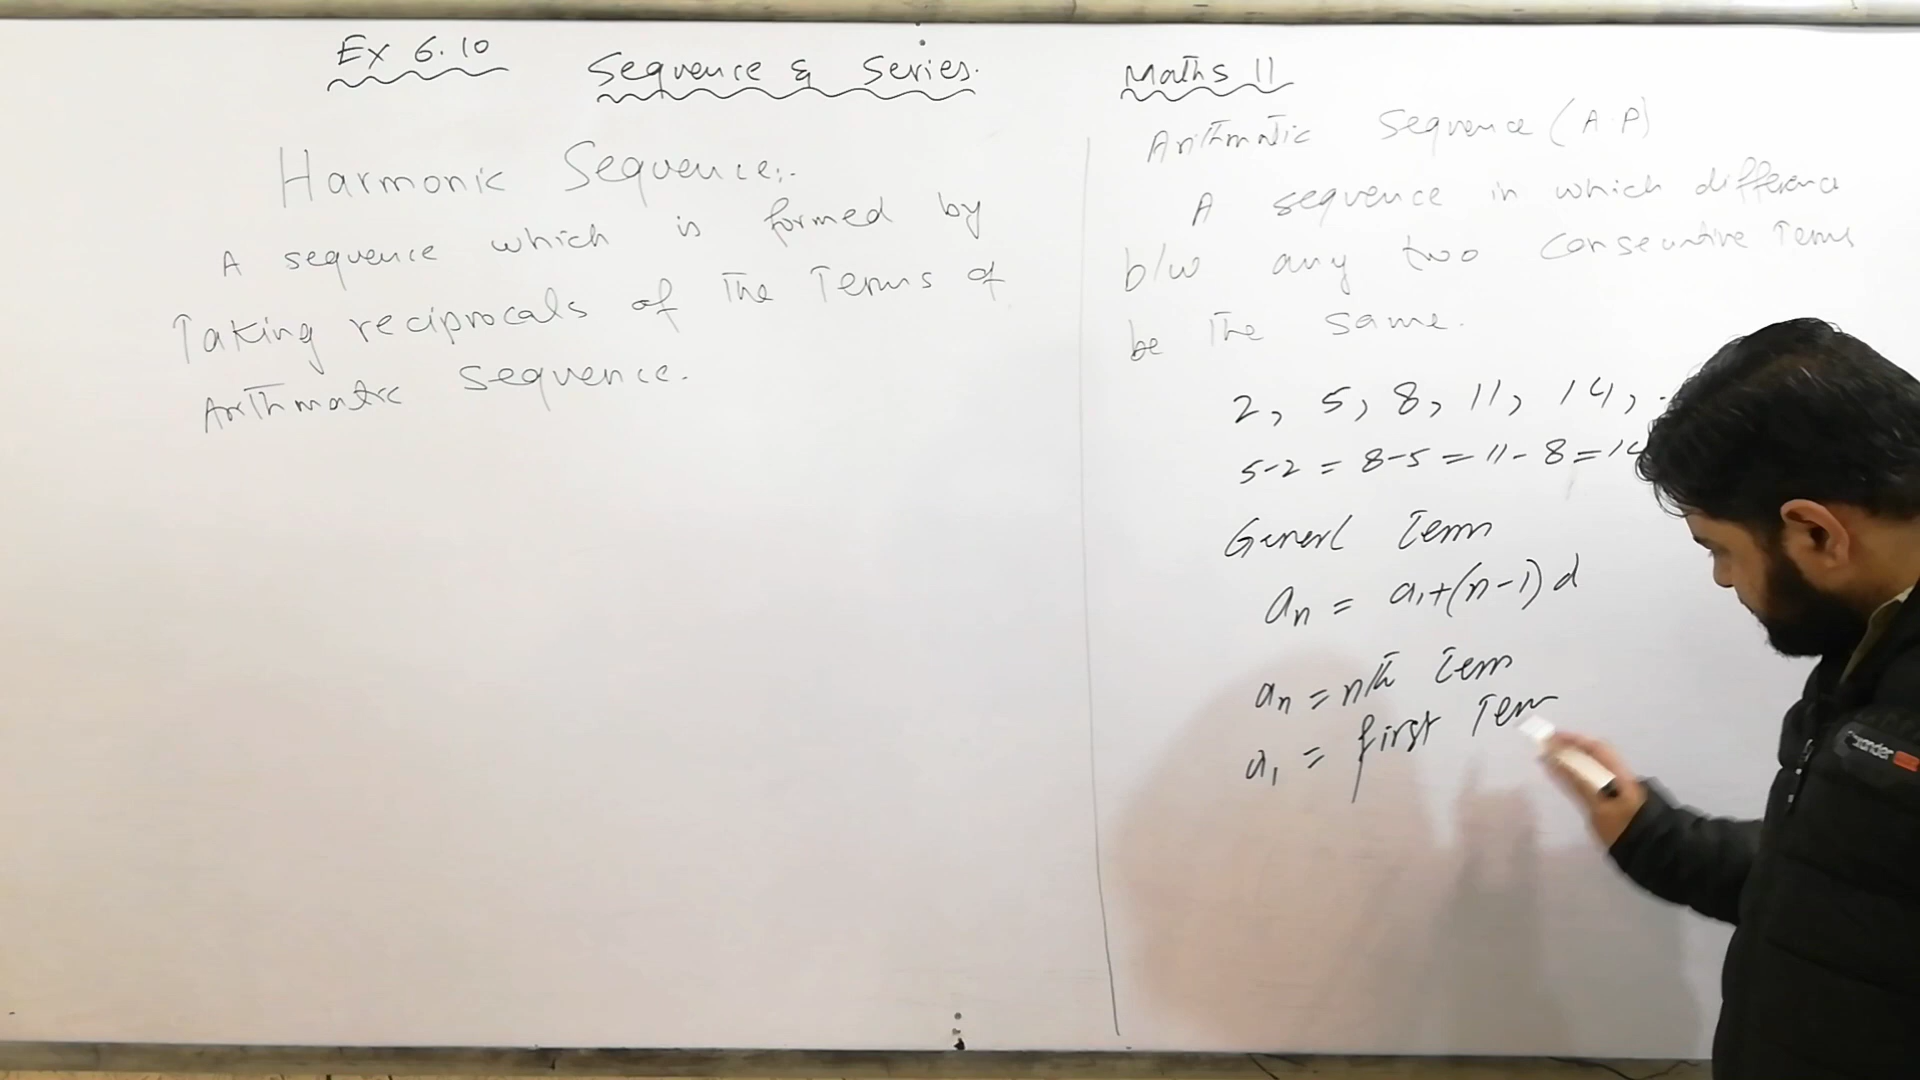 Ex 6.10 Sequence & Series. Maths 11
Harmonic Sequence:-
A sequence which is formed by
Taking reciprocals of the Terms of
Arithmatic sequence.
Arithmatic Sequence (A.P)
A sequence in which difference
b/w any two consecutive Terms
be the same.
2, 5, 8, 11, 14,
5-2 = 8-5 = 11-8 =
Generl Term
an = a1+(n-1)d
an = nth Term
a1 = first Term